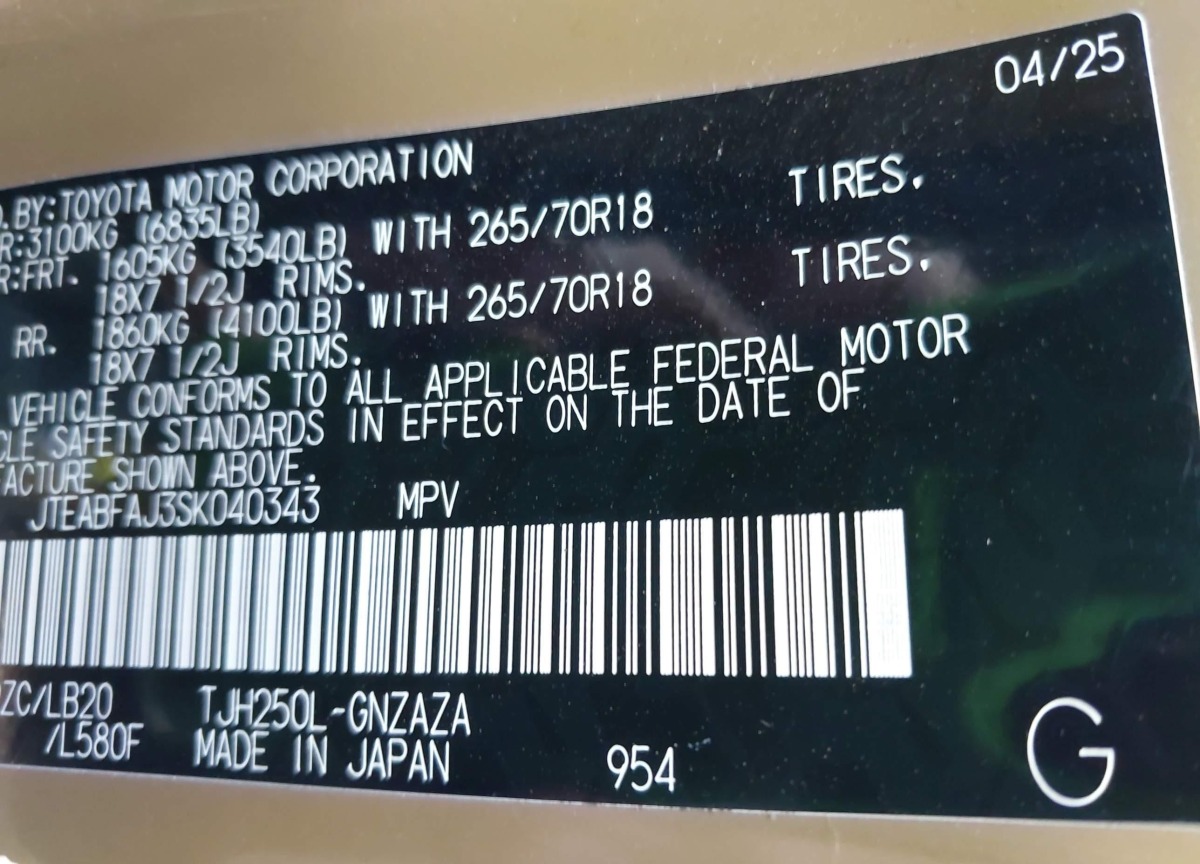 04/25
D.BY:TOYOTA MOTOR CORPORATION
R:3100KG (6835LB)
R:FRT. 1605KG (3540LB) WITH 265/70R18 TIRES.
18X7 1/2J RIMS.
RR. 1860KG (4100LB) WITH 265/70R18 TIRES.
18X7 1/2J RIMS.
VEHICLE CONFORMS TO ALL APPLICABLE FEDERAL MOTOR
CLE SAFETY STANDARDS IN EFFECT ON THE DATE OF
FACTURE SHOWN ABOVE.
JTEABFAJ3SK040343 MPV
ZC/LB20 TJH250L-GNZAZA
/L580F MADE IN JAPAN 954
G